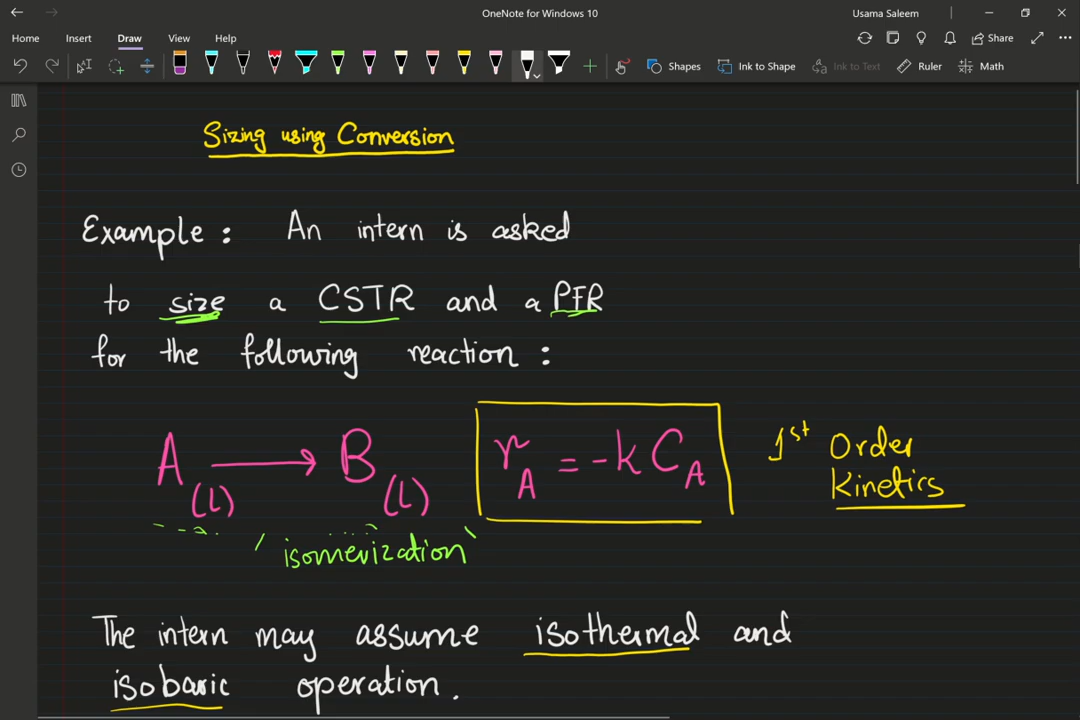 OneNote for Windows 10
Usama Saleem
Home Insert Draw View Help
Share
Shapes Ink to Shape Ink to Text Ruler Math
Sizing using Conversion
Example : An intern is asked
to size a CSTR and a PFR
for the following reaction :
A(l) → B(l) r_A = -k C_A 1st Order
Kinetics
'isomerization'
The intern may assume isothermal and
isobaric operation.